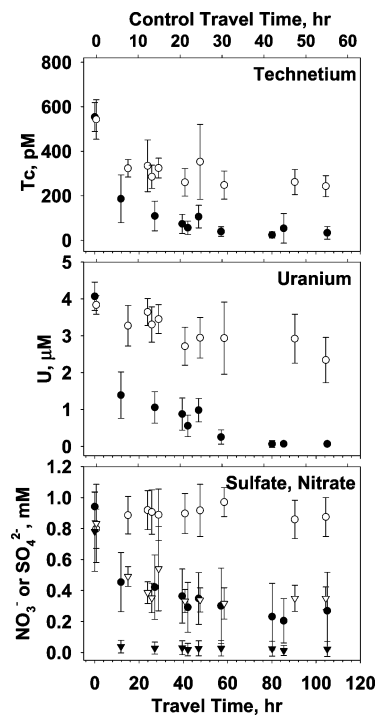 Control Travel Time, hr
0 10 20 30 40 50 60
Technetium
800
600
400
200
0
Tc, pM
Uranium
5
4
3
2
1
0
U, µM
Sulfate, Nitrate
1.2
1.0
0.8
0.6
0.4
0.2
0.0
NO₃⁻ or SO₄²⁻, mM
0 20 40 60 80 100 120
Travel Time, hr